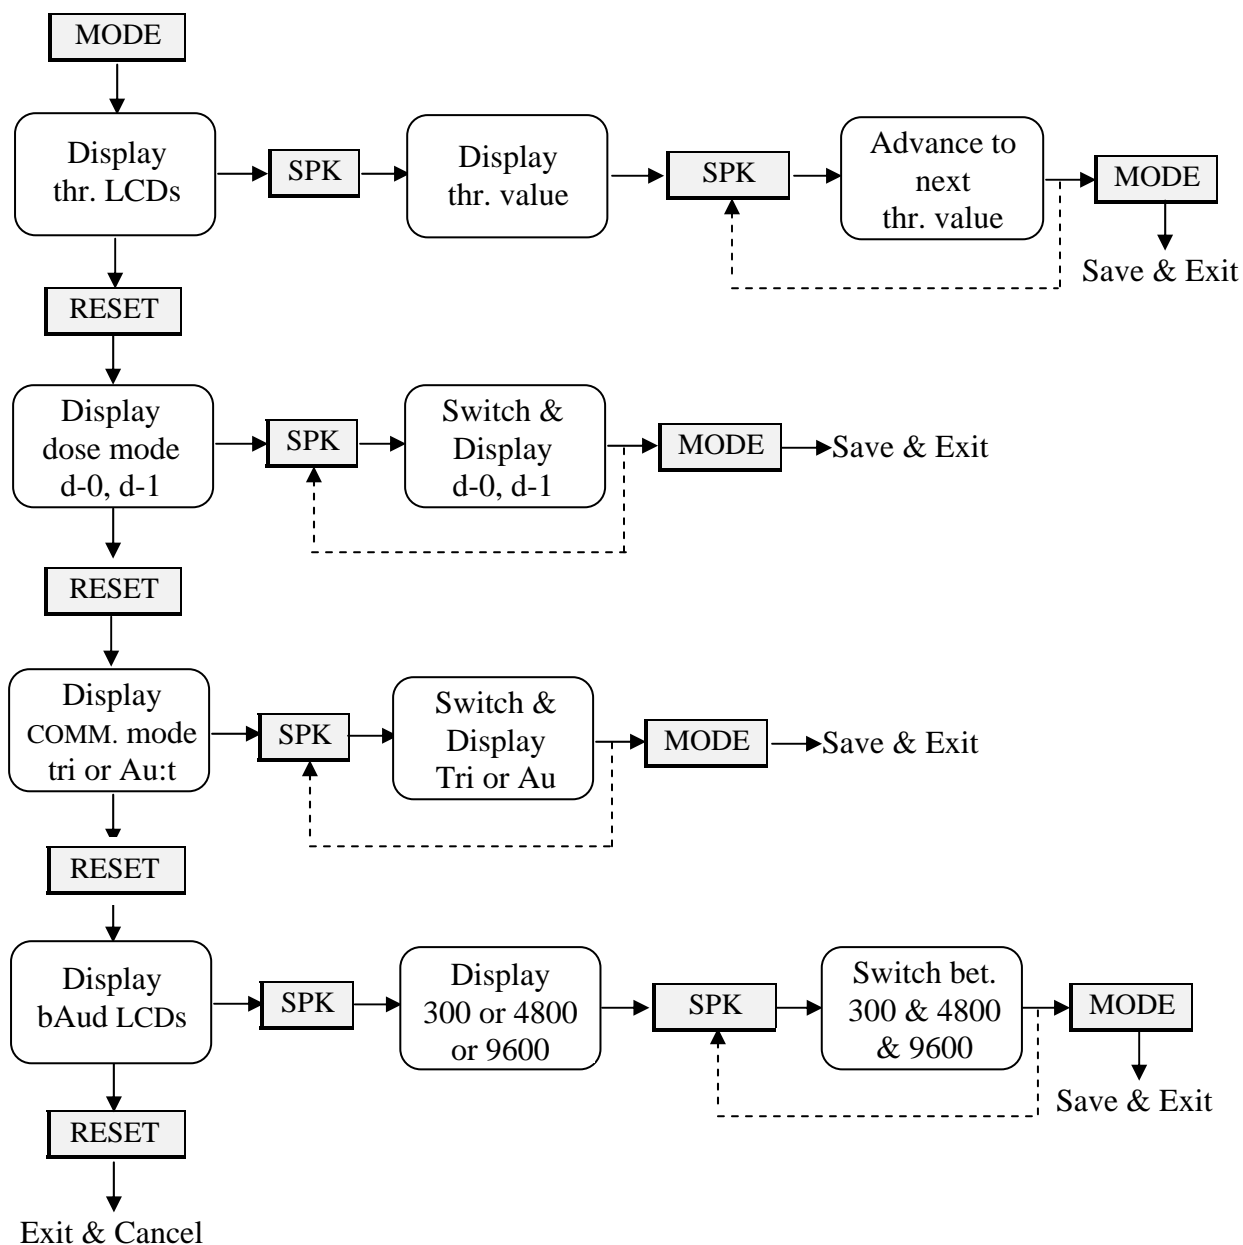 MODE
Display
thr. LCDs
SPK
Display
thr. value
SPK
Advance to
next
thr. value
MODE
Save & Exit
RESET
Display
dose mode
d-0, d-1
SPK
Switch &
Display
d-0, d-1
MODE
Save & Exit
RESET
Display
COMM. mode
tri or Au:t
SPK
Switch &
Display
Tri or Au
MODE
Save & Exit
RESET
Display
bAud LCDs
SPK
Display
300 or 4800
or 9600
SPK
Switch bet.
300 & 4800
& 9600
MODE
Save & Exit
RESET
Exit & Cancel